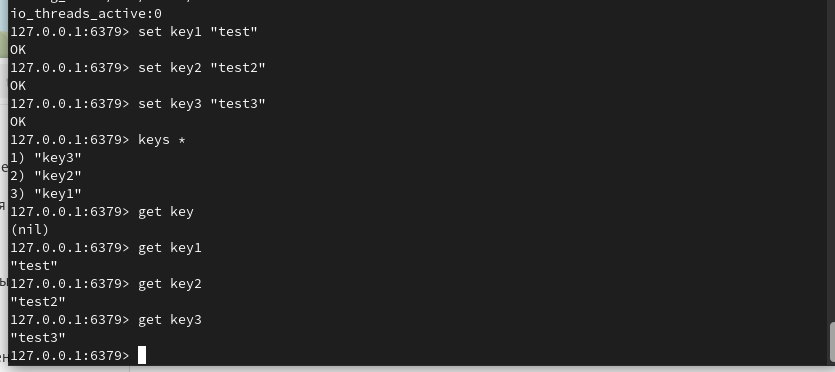 io_threads_active:0
127.0.0.1:6379> set key1 "test"
OK
127.0.0.1:6379> set key2 "test2"
OK
127.0.0.1:6379> set key3 "test3"
OK
127.0.0.1:6379> keys *
1) "key3"
2) "key2"
3) "key1"
127.0.0.1:6379> get key
(nil)
127.0.0.1:6379> get key1
"test"
127.0.0.1:6379> get key2
"test2"
127.0.0.1:6379> get key3
"test3"
127.0.0.1:6379>